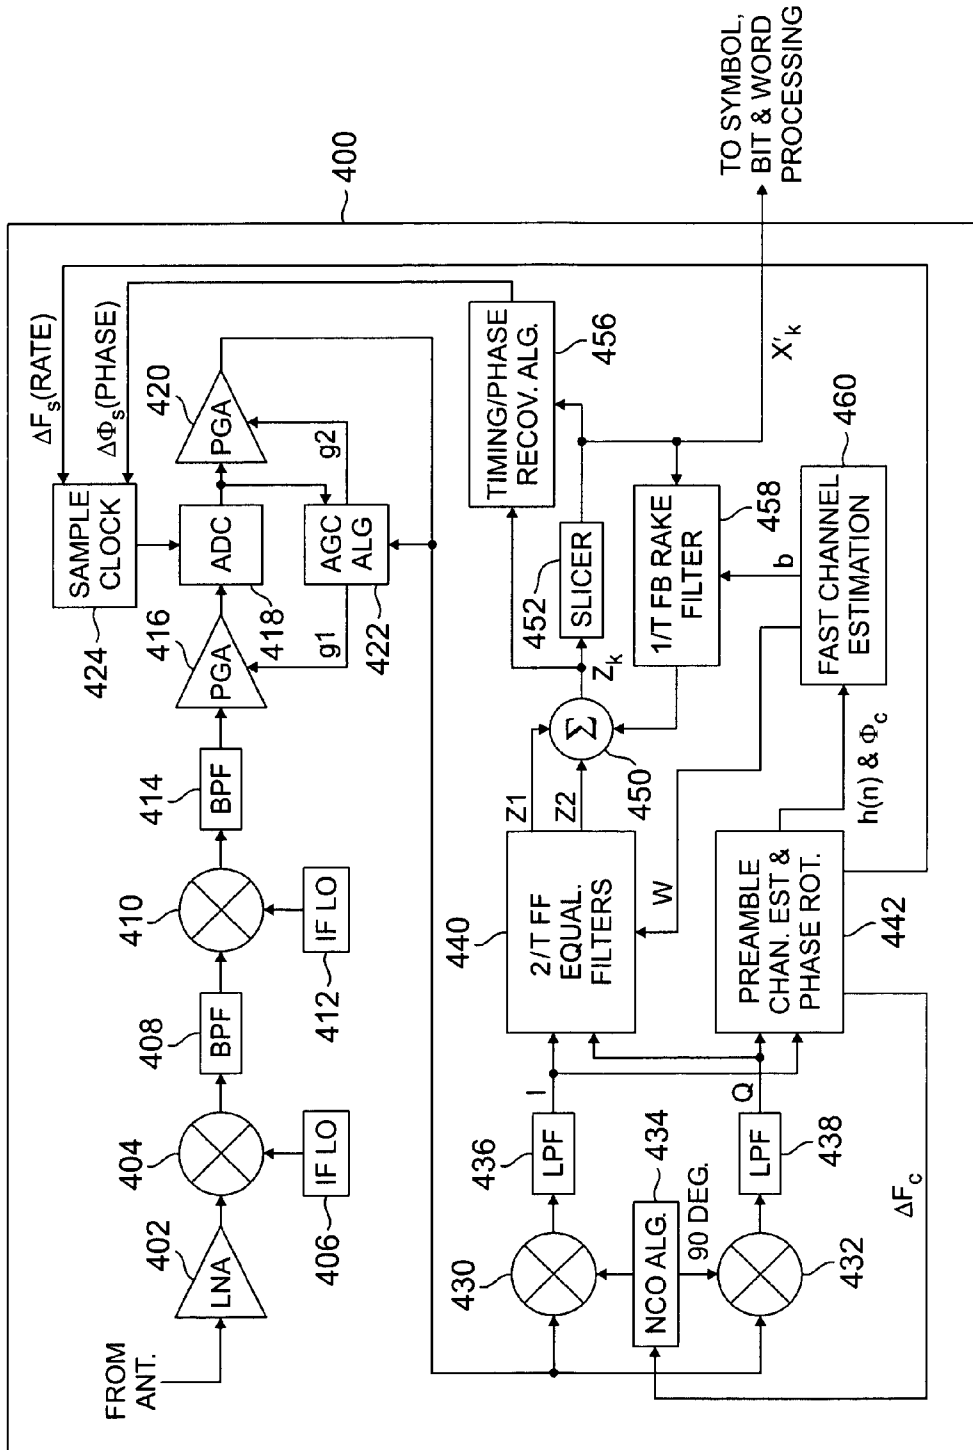 400
FROM
ANT.
LNA
402
404
IF LO
406
BPF
408
410
IF LO
412
BPF
414
PGA
416
ADC
418
PGA
420
AGC
ALG
422
g1
g2
SAMPLE
CLOCK
424
ΔFs(RATE)
ΔΦs(PHASE)
430
432
NCO ALG.
434
90 DEG.
LPF
436
LPF
438
I
Q
ΔFc
2/T FF
EQUAL.
FILTERS
440
PREAMBLE
CHAN. EST &
PHASE ROT.
442
W
Z1
Z2
Σ
450
Zk
SLICER
452
TIMING/PHASE
RECOV. ALG.
456
1/T FB RAKE
FILTER
458
b
FAST CHANNEL
ESTIMATION
460
h(n) & Φc
X'k
TO SYMBOL,
BIT & WORD
PROCESSING